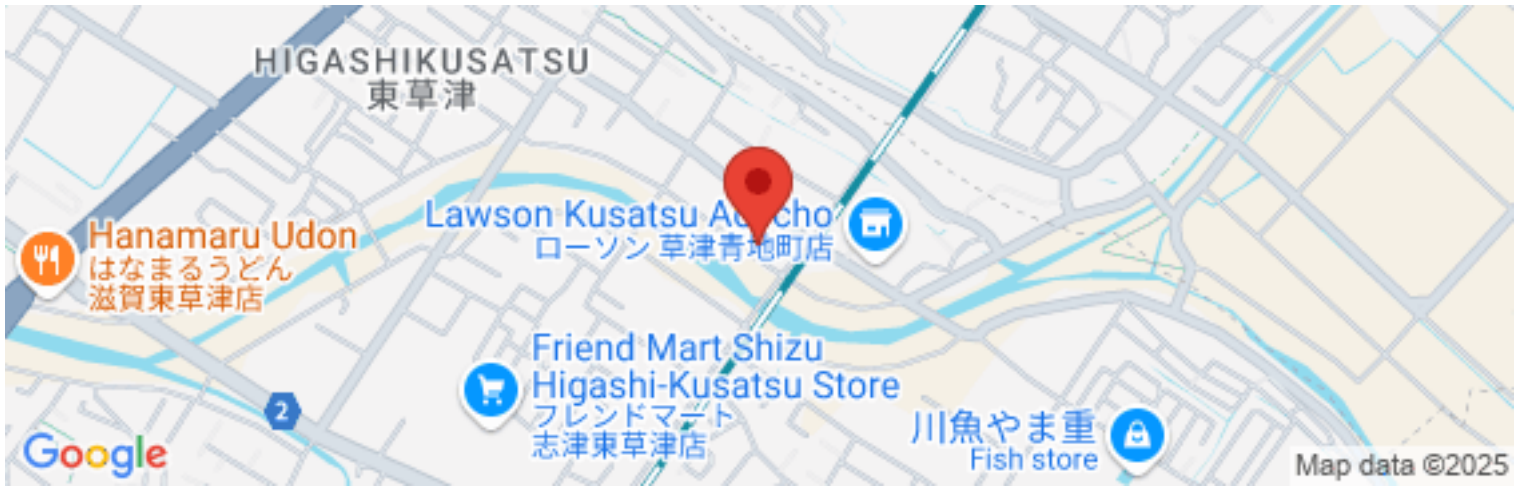 HIGASHIKUSATSU
東草津
Hanamaru Udon
はなまるうどん
滋賀東草津店
Lawson Kusatsu
ローソン 草津青地町店
Friend Mart Shizu
Higashi-Kusatsu Store
フレンドマート
志津東草津店
2
川魚やま重
Fish store
Google
Map data ©2025